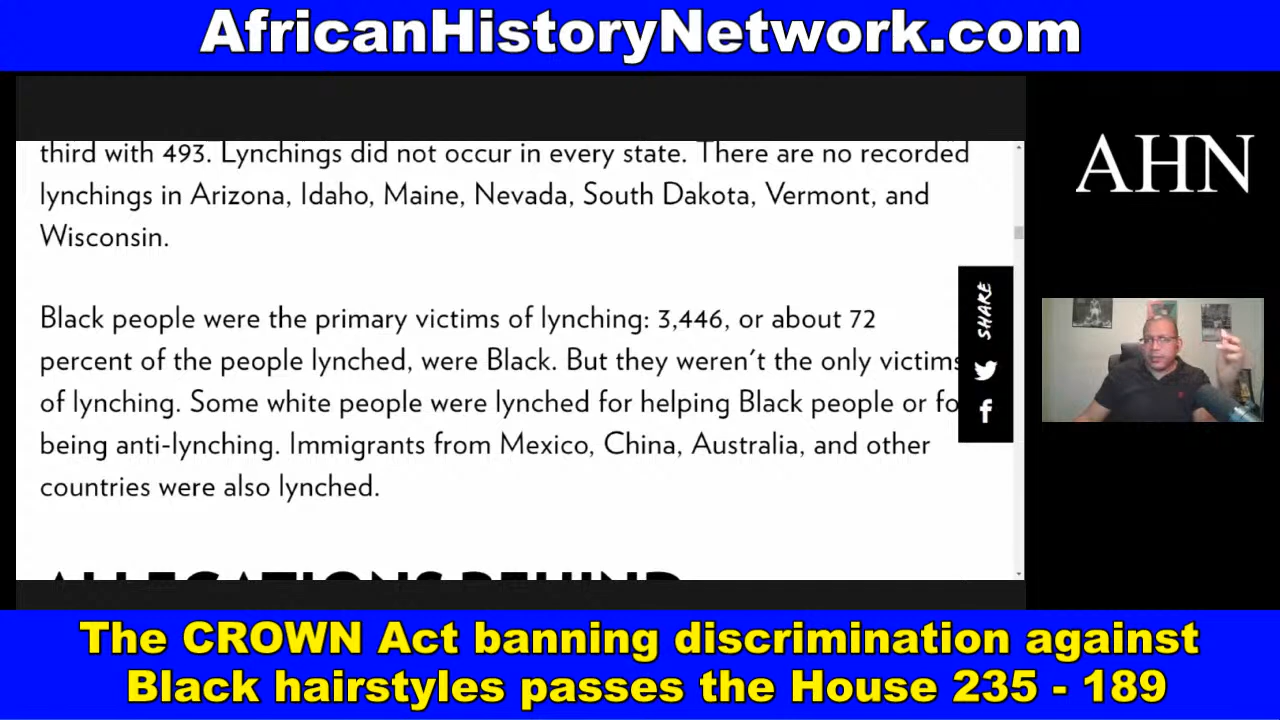 AfricanHistoryNetwork.com
third with 493. Lynchings did not occur in every state. There are no recorded
lynchings in Arizona, Idaho, Maine, Nevada, South Dakota, Vermont, and
Wisconsin.
Black people were the primary victims of lynching: 3,446, or about 72
percent of the people lynched, were Black. But they weren't the only victims
of lynching. Some white people were lynched for helping Black people or fo
being anti-lynching. Immigrants from Mexico, China, Australia, and other
countries were also lynched.
ALLEGATIONS BEHIND
SHARE
AHN
The CROWN Act banning discrimination against
Black hairstyles passes the House 235 - 189